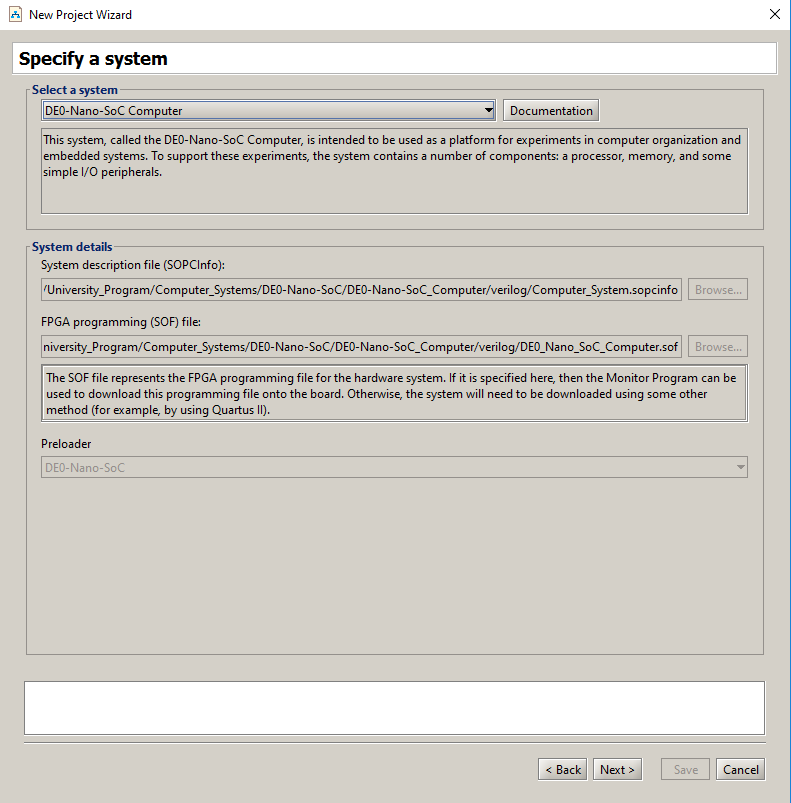 New Project Wizard
Specify a system
Select a system
DE0-Nano-SoC Computer
Documentation
This system, called the DE0-Nano-SoC Computer, is intended to be used as a platform for experiments in computer organization and
embedded systems. To support these experiments, the system contains a number of components: a processor, memory, and some
simple I/O peripherals.
System details
System description file (SOPCInfo):
/University_Program/Computer_Systems/DE0-Nano-SoC/DE0-Nano-SoC_Computer/verilog/Computer_System.sopcinfo
Browse...
FPGA programming (SOF) file:
niversity_Program/Computer_Systems/DE0-Nano-SoC/DE0-Nano-SoC_Computer/verilog/DE0_Nano_SoC_Computer.sof
Browse...
The SOF file represents the FPGA programming file for the hardware system. If it is specified here, then the Monitor Program can be
used to download this programming file onto the board. Otherwise, the system will need to be downloaded using some other
method (for example, by using Quartus II).
Preloader
DE0-Nano-SoC
< Back
Next >
Save
Cancel